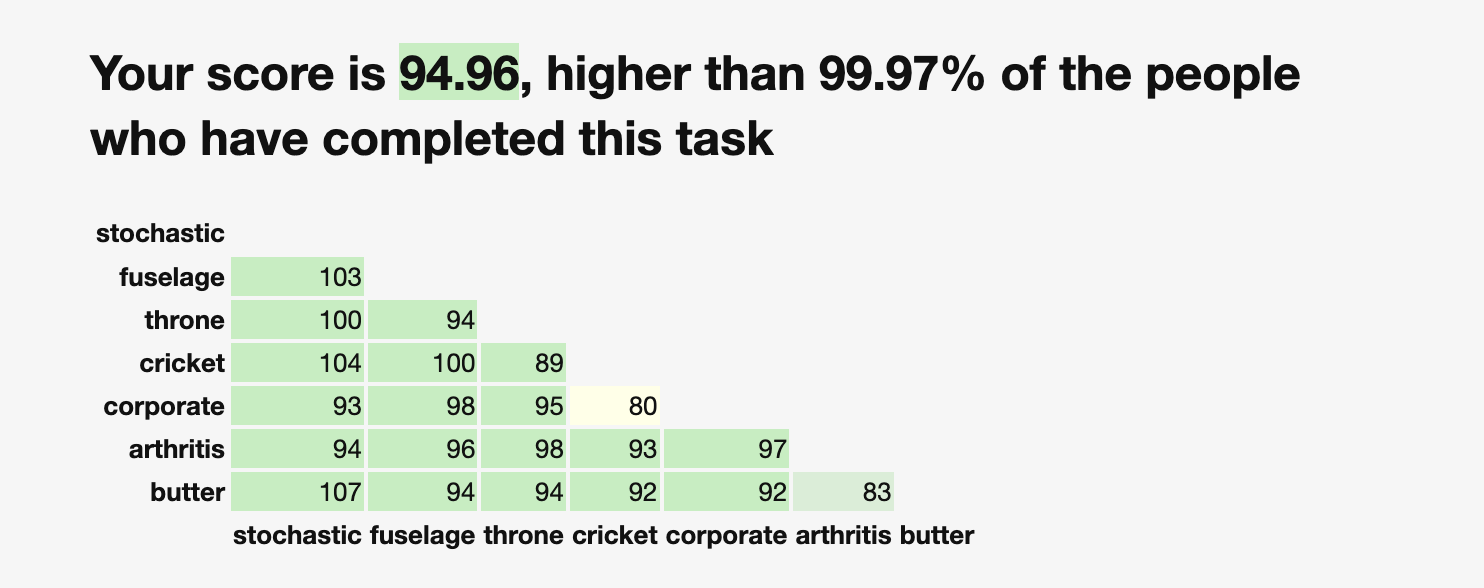 Your score is 94.96, higher than 99.97% of the people
who have completed this task
stochastic
fuselage 103
throne 100 94
cricket 104 100 89
corporate 93 98 95 80
arthritis 94 96 98 93 97
butter 107 94 94 92 92 83
stochastic fuselage throne cricket corporate arthritis butter